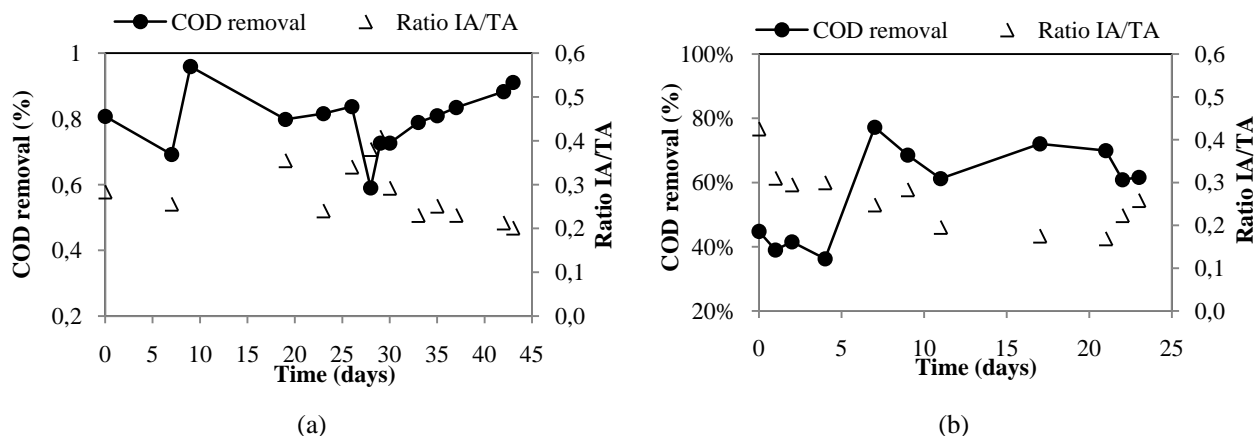 COD removal Ratio IA/TA
1
0,8
0,6
0,4
0,2
COD removal (%)
0,6
0,5
0,4
0,3
0,2
0,1
0,0
Ratio IA/TA
0 5 10 15 20 25 30 35 40 45
Time (days)
(a)
COD removal Ratio IA/TA
100%
80%
60%
40%
20%
COD removal (%)
0,6
0,5
0,4
0,3
0,2
0,1
0,0
Ratio IA/TA
0 5 10 15 20 25
Time (days)
(b)